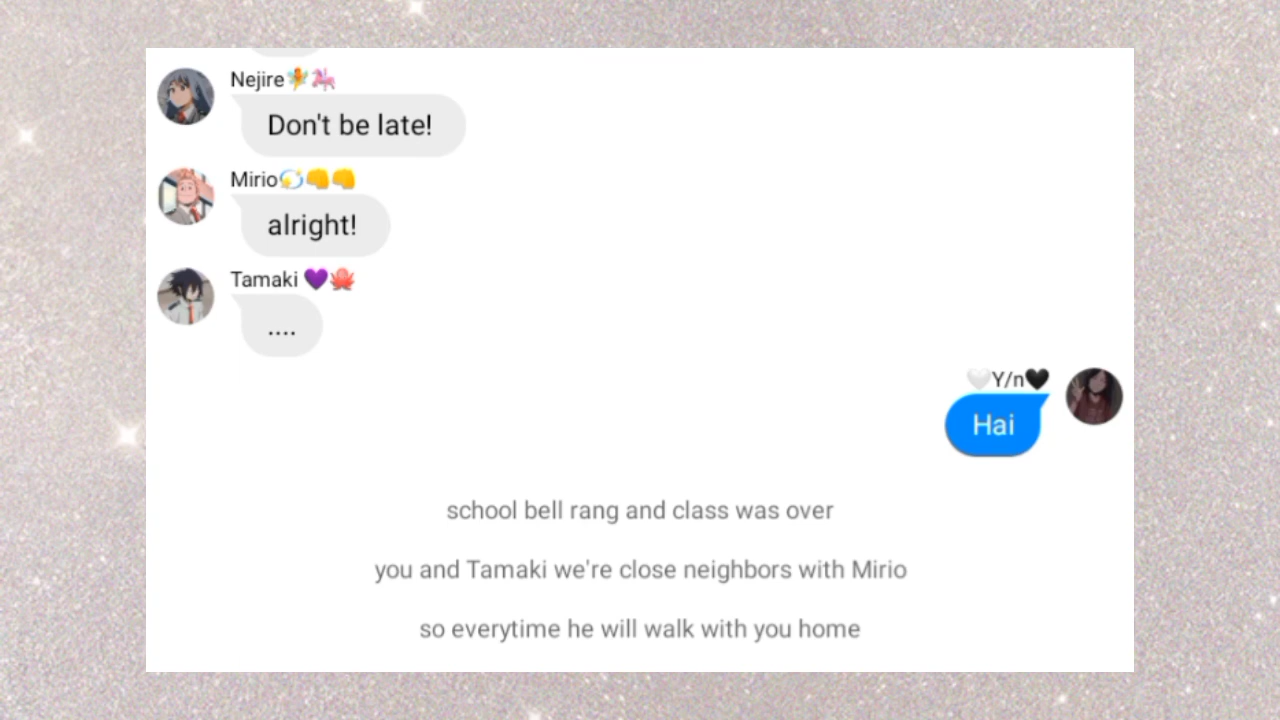 Nejire🧚🎠
Don't be late!
Mirio💫👊👊
alright!
Tamaki 💜🐙
....
🤍Y/n🖤
Hai
school bell rang and class was over
you and Tamaki we're close neighbors with Mirio
so everytime he will walk with you home